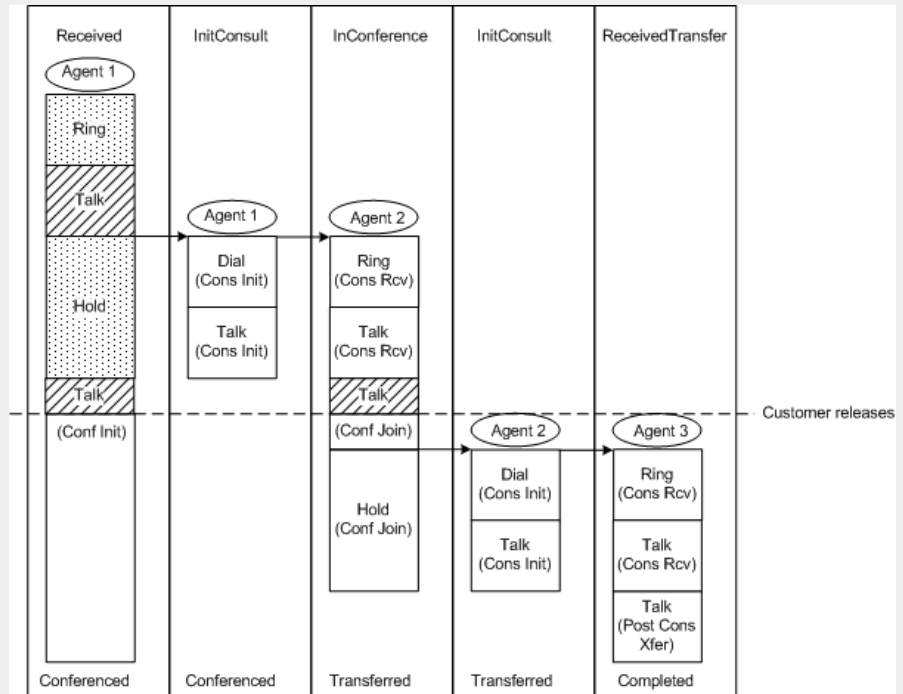 Received
InitConsult
InConference
InitConsult
ReceivedTransfer
Agent 1
Ring
Talk
Agent 1
Agent 2
Dial
(Cons Init)
Ring
(Cons Rcv)
Hold
Talk
(Cons Init)
Talk
(Cons Rcv)
Talk
Talk
Customer releases
(Conf Init)
(Conf Join)
Agent 2
Agent 3
Dial
(Cons Init)
Ring
(Cons Rcv)
Hold
(Conf Join)
Talk
(Cons Init)
Talk
(Cons Rcv)
Talk
(Post Cons
Xfer)
Conferenced
Conferenced
Transferred
Transferred
Completed